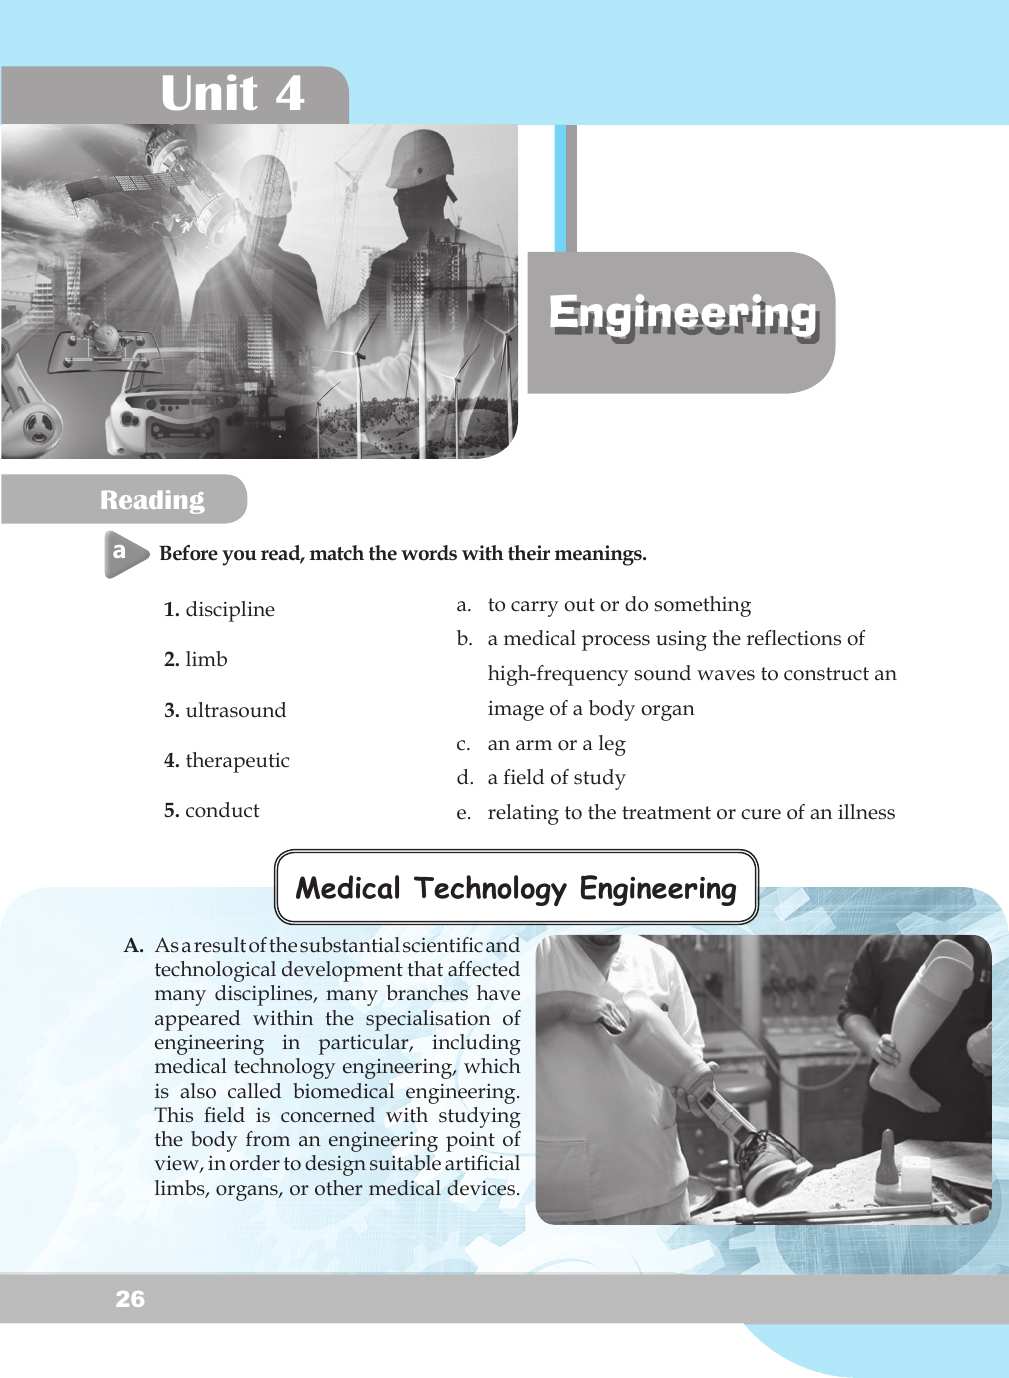 Unit 4
Engineering
Reading
a Before you read, match the words with their meanings.
1. discipline
2. limb
3. ultrasound
4. therapeutic
5. conduct
a. to carry out or do something
b. a medical process using the reflections of
high-frequency sound waves to construct an
image of a body organ
c. an arm or a leg
d. a field of study
e. relating to the treatment or cure of an illness
Medical Technology Engineering
A. As a result of the substantial scientific and
technological development that affected
many disciplines, many branches have
appeared within the specialisation of
engineering in particular, including
medical technology engineering, which
is also called biomedical engineering.
This field is concerned with studying
the body from an engineering point of
view, in order to design suitable artificial
limbs, organs, or other medical devices.
26